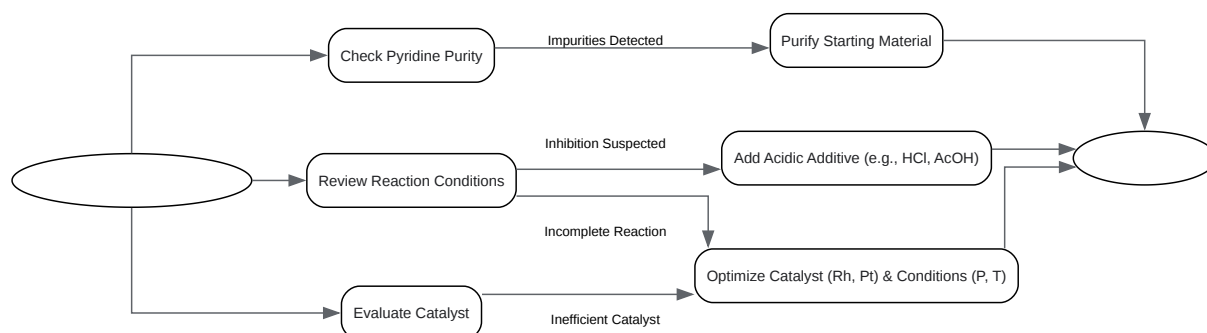 Check Pyridine Purity
Impurities Detected
Purify Starting Material
Review Reaction Conditions
Inhibition Suspected
Add Acidic Additive (e.g., HCl, AcOH)
Incomplete Reaction
Optimize Catalyst (Rh, Pt) & Conditions (P, T)
Evaluate Catalyst
Inefficient Catalyst